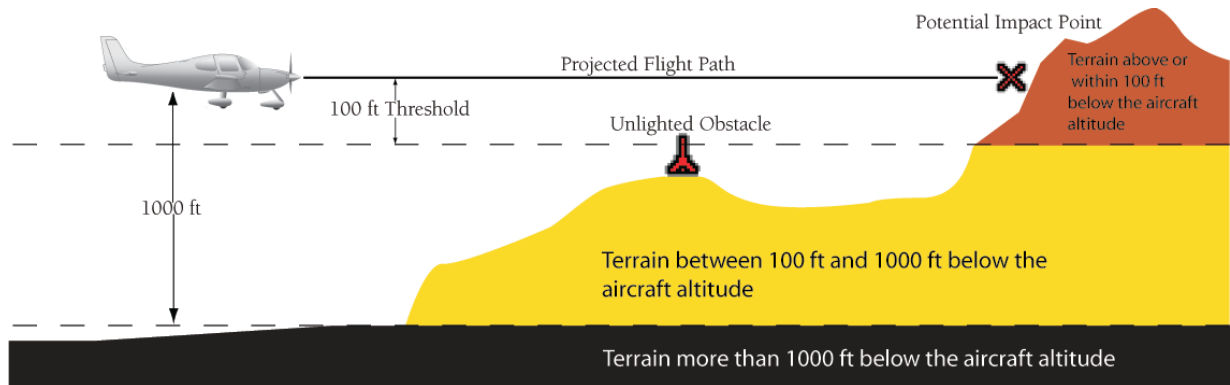 Potential Impact Point
Projected Flight Path
Terrain above or
within 100 ft
below the aircraft
altitude
100 ft Threshold
Unlighted Obstacle
1000 ft
Terrain between 100 ft and 1000 ft below the
aircraft altitude
Terrain more than 1000 ft below the aircraft altitude